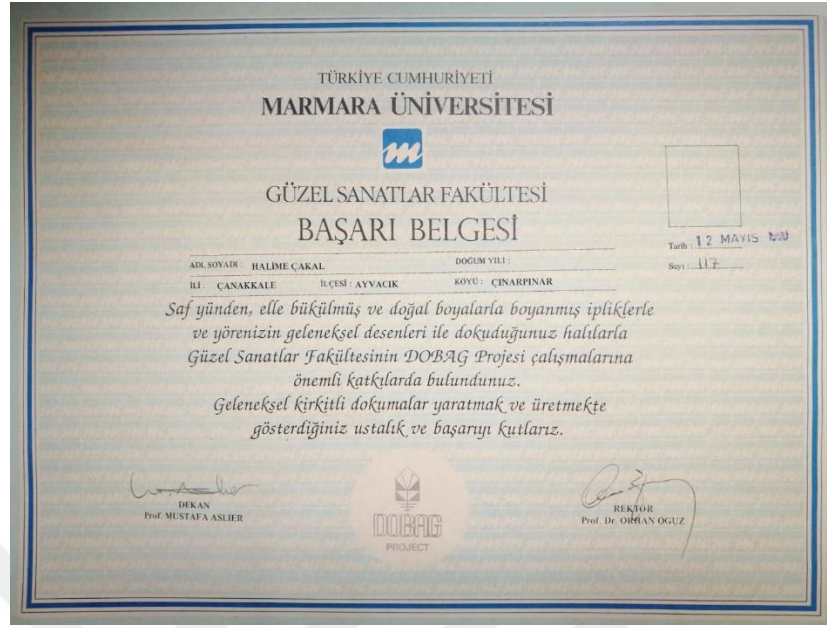 TÜRKİYE CUMHURİYETİ
MARMARA ÜNİVERSİTESİ
m
GÜZEL SANATLAR FAKÜLTESİ
BAŞARI BELGESİ
Tarih : 12 MAYIS
Sayı : 117
ADI, SOYADI : HALİME ÇAKAL DOĞUM YILI :
İLİ : ÇANAKKALE İLÇESİ : AYVACIK KÖYÜ : ÇINARPINAR
Saf yünden, elle bükülmüş ve doğal boyalarla boyanmış ipliklerle
ve yörenizin geleneksel desenleri ile dokuduğunuz halılarla
Güzel Sanatlar Fakültesinin DOBAG Projesi çalışmalarına
önemli katkılarda bulundunuz.
Geleneksel kirkitli dokumalar yaratmak ve üretmekte
gösterdiğiniz ustalık ve başarıyı kutlarız.
DEKAN
Prof. MUSTAFA ASLIER
REKTÖR
Prof. Dr. ORHAN OGUZ
DOBAG
PROJECT